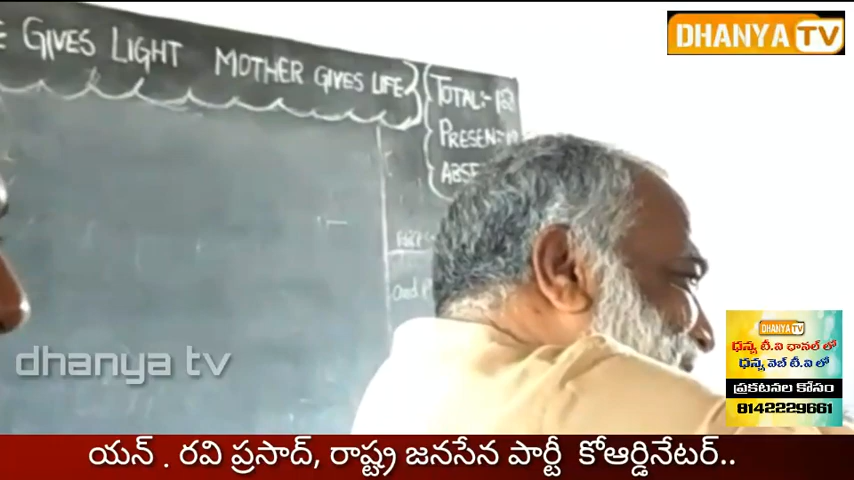 GIVES LIGHT MOTHER GIVES LIFE
TOTAL:-
PRESENT:-
DHANYA TV
dhanya tv
DHANYA TV
ధన్య టీ.వి ఛానల్ లో
ధన్య వెబ్ టీ.వి లో
ప్రకటనల కోసం
8142229661
యన్ . రవి ప్రసాద్, రాష్ట్ర జనసేన పార్టీ కోఆర్డినేటర్..